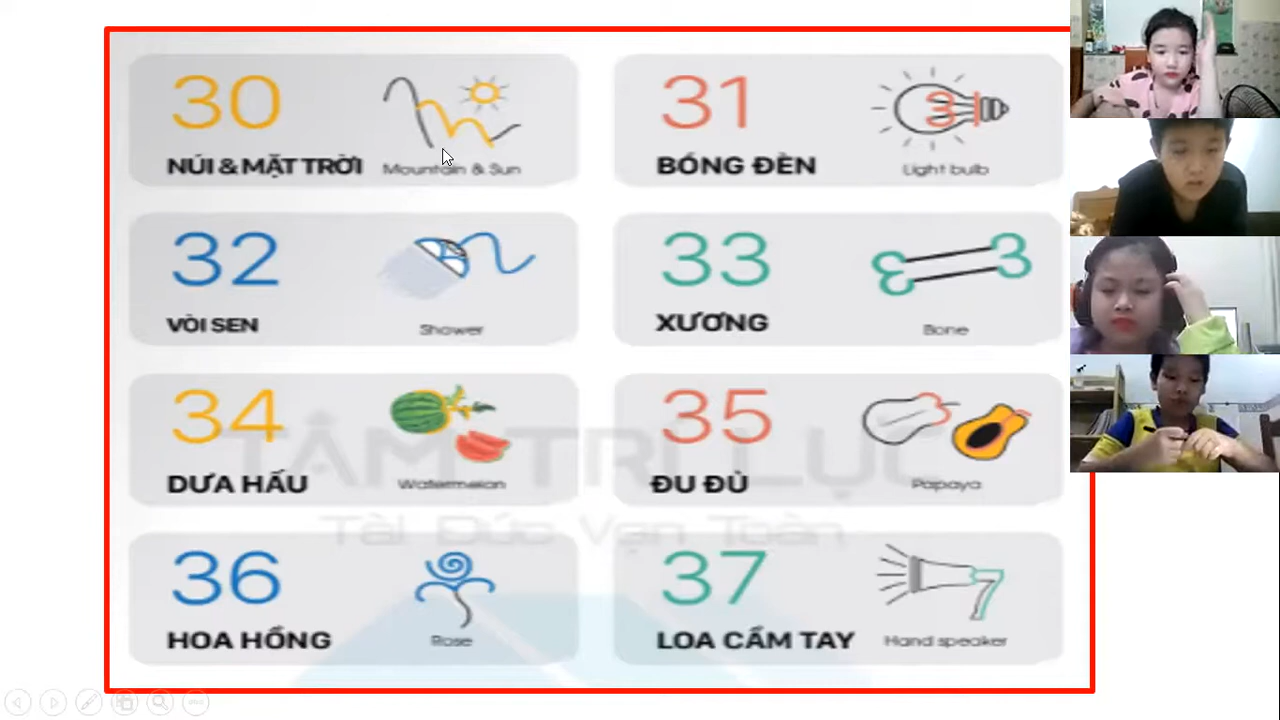 30
NÚI & MẶT TRỜI
Mountain & Sun
31
31
BÓNG ĐÈN
Light bulb
32
VÒI SEN
Shower
33
XƯƠNG
Bone
34
DƯA HẤU
Watermelon
35
ĐU ĐỦ
Papaya
TÂM TRÍ LỰC
Tài Đức Vạn Toàn
36
HOA HỒNG
Rose
37
LOA CẦM TAY
Hand speaker